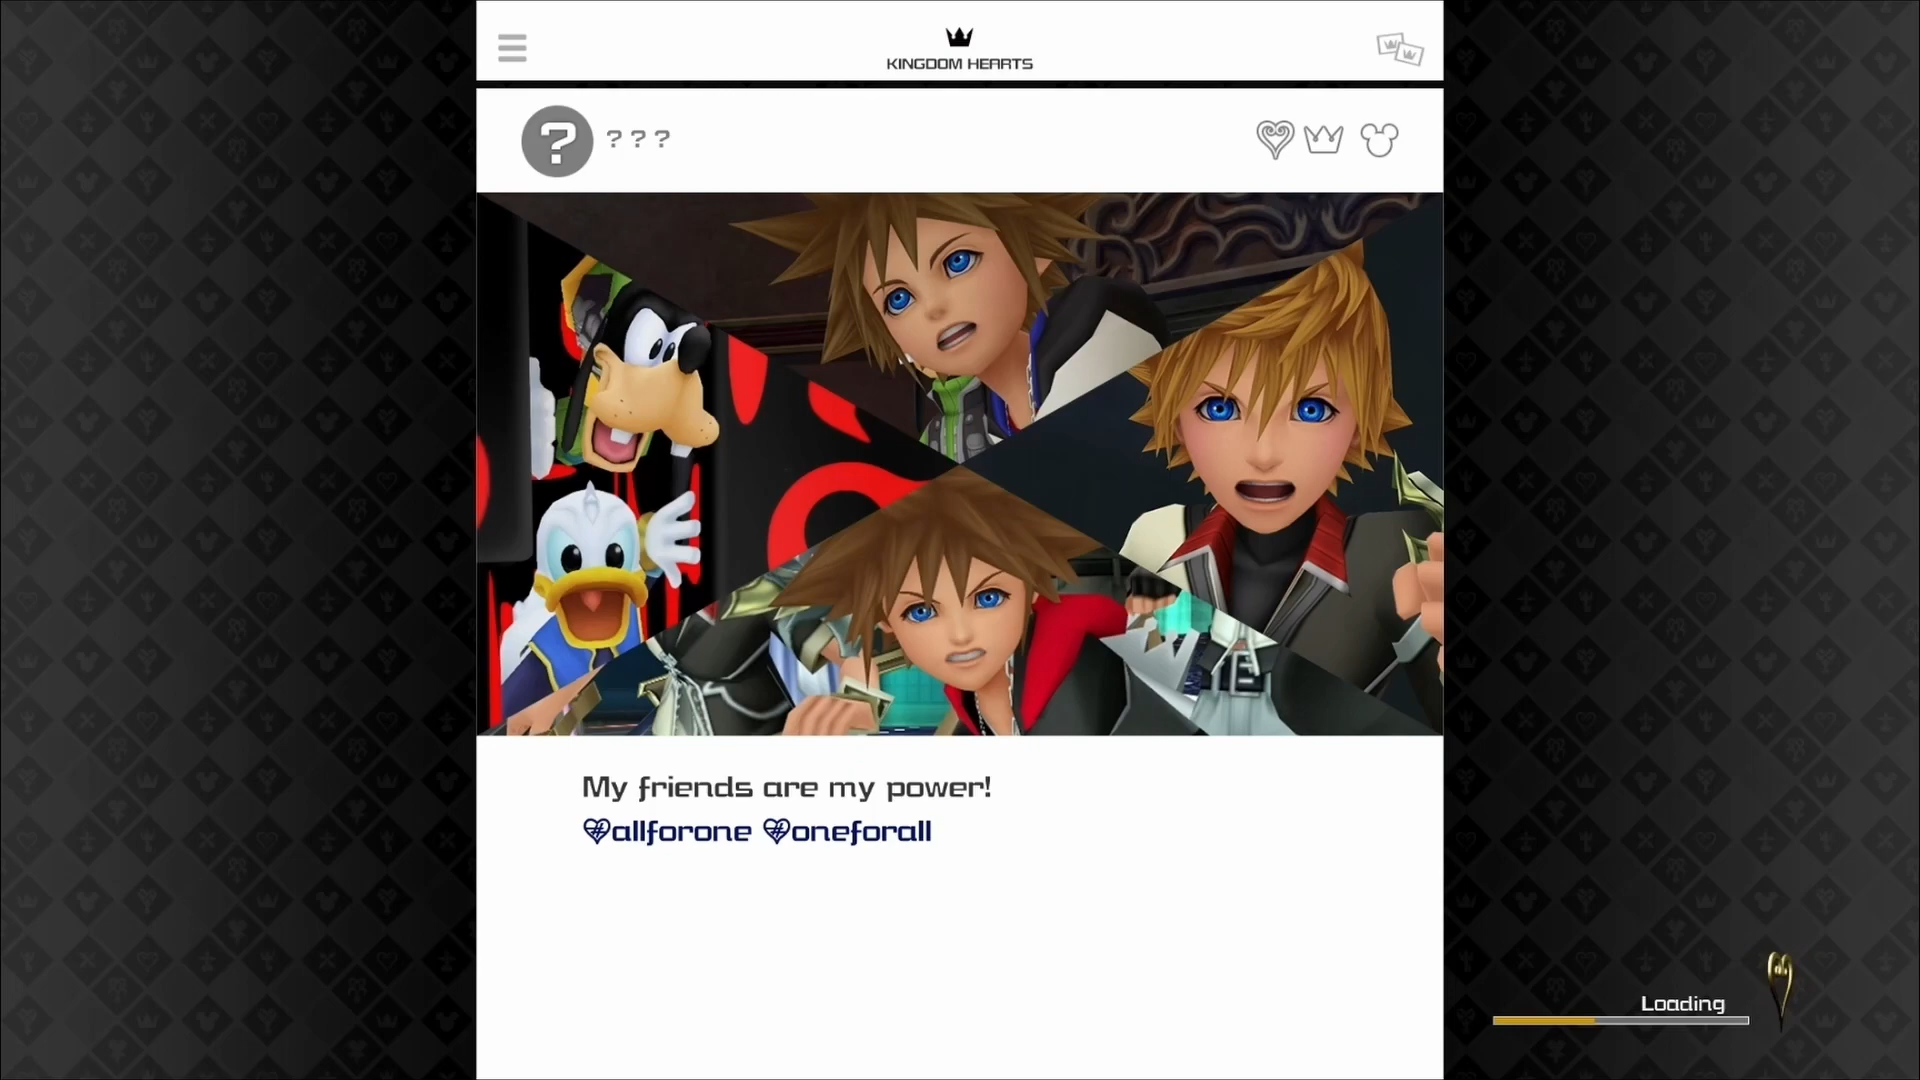 KINGDOM HEARTS
? ? ? ?
My friends are my power!
#allforone #oneforall
Loading